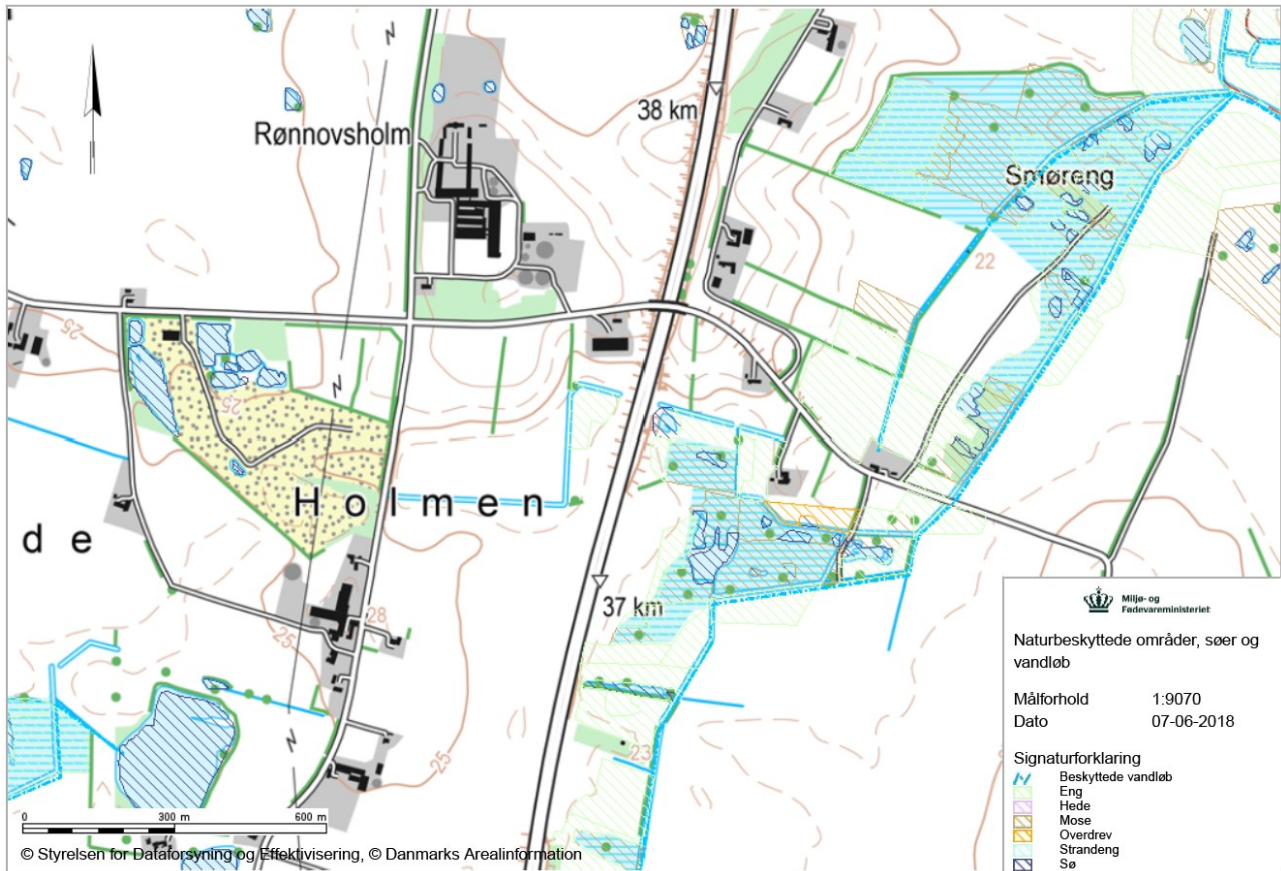 38 km
Rønnovsholm
Smøreng
22
25
25
Holmen
de
37 km
28
25
25
23
Miljø- og
Fødevareministeriet
Naturbeskyttede områder, søer og
vandløb
Målforhold 1:9070
Dato 07-06-2018
Signaturforklaring
Beskyttede vandløb
Eng
Hede
Mose
Overdrev
Strandeng
Sø
0 300 m 600 m
© Styrelsen for Dataforsyning og Effektivisering, © Danmarks Arealinformation